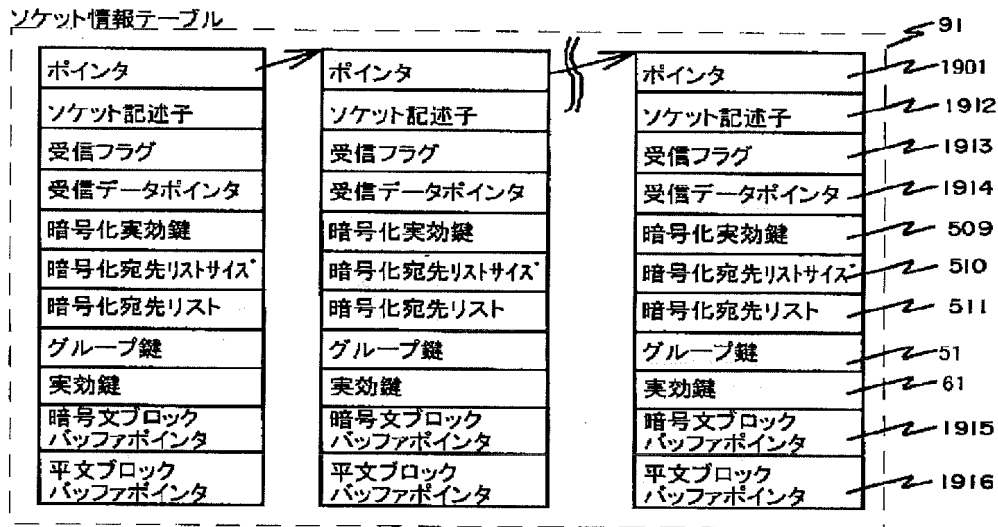 ソケット情報テーブル
91
ポインタ ポインタ ポインタ 1901
ソケット記述子 ソケット記述子 ソケット記述子 1912
受信フラグ 受信フラグ 受信フラグ 1913
受信データポインタ 受信データポインタ 受信データポインタ 1914
暗号化実効鍵 暗号化実効鍵 暗号化実効鍵 509
暗号化宛先リストサイズ 暗号化宛先リストサイズ 暗号化宛先リストサイズ 510
暗号化宛先リスト 暗号化宛先リスト 暗号化宛先リスト 511
グループ鍵 グループ鍵 グループ鍵 51
実効鍵 実効鍵 実効鍵 61
暗号文ブロック 暗号文ブロック 暗号文ブロック
バッファポインタ バッファポインタ バッファポインタ 1915
平文ブロック 平文ブロック 平文ブロック
バッファポインタ バッファポインタ バッファポインタ 1916